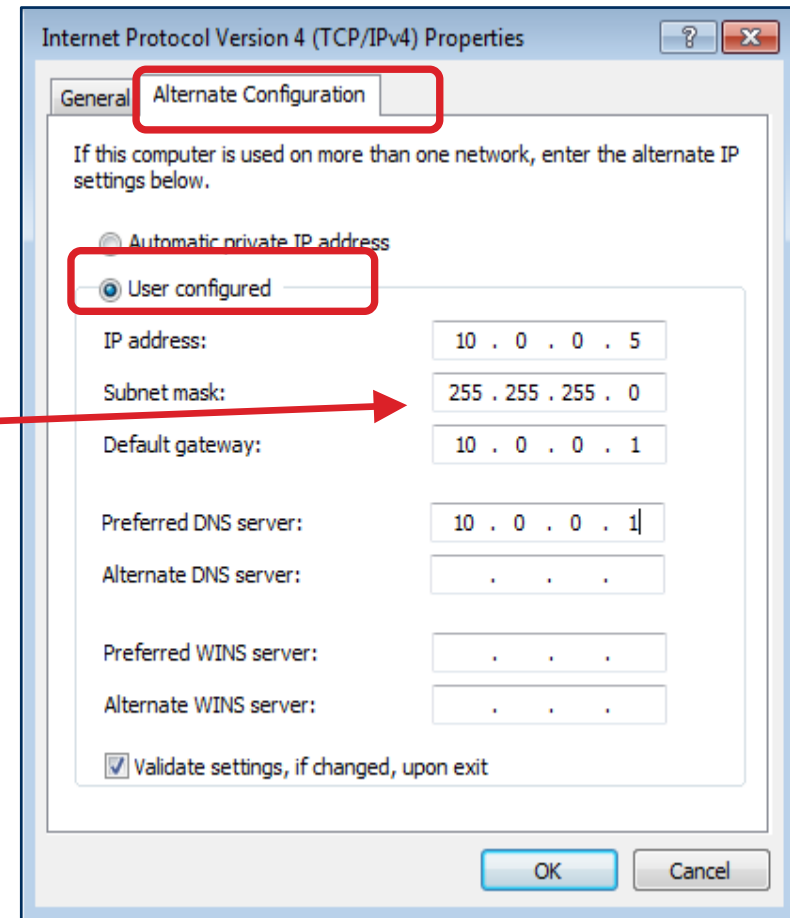 Internet Protocol Version 4 (TCP/IPv4) Properties
General Alternate Configuration
If this computer is used on more than one network, enter the alternate IP
settings below.
Automatic private IP address
User configured
IP address: 10 . 0 . 0 . 5
Subnet mask: 255 . 255 . 255 . 0
Default gateway: 10 . 0 . 0 . 1
Preferred DNS server: 10 . 0 . 0 . 1
Alternate DNS server: . . .
Preferred WINS server: . . .
Alternate WINS server: . . .
Validate settings, if changed, upon exit
OK Cancel